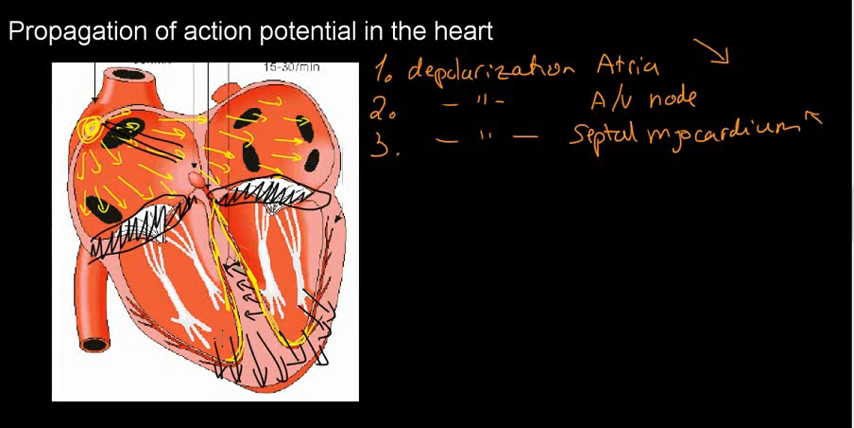 Propagation of action potential in the heart
15-30/min
1. depolarization Atria
2. - " - A/V node
3. - " - Septal myocardium